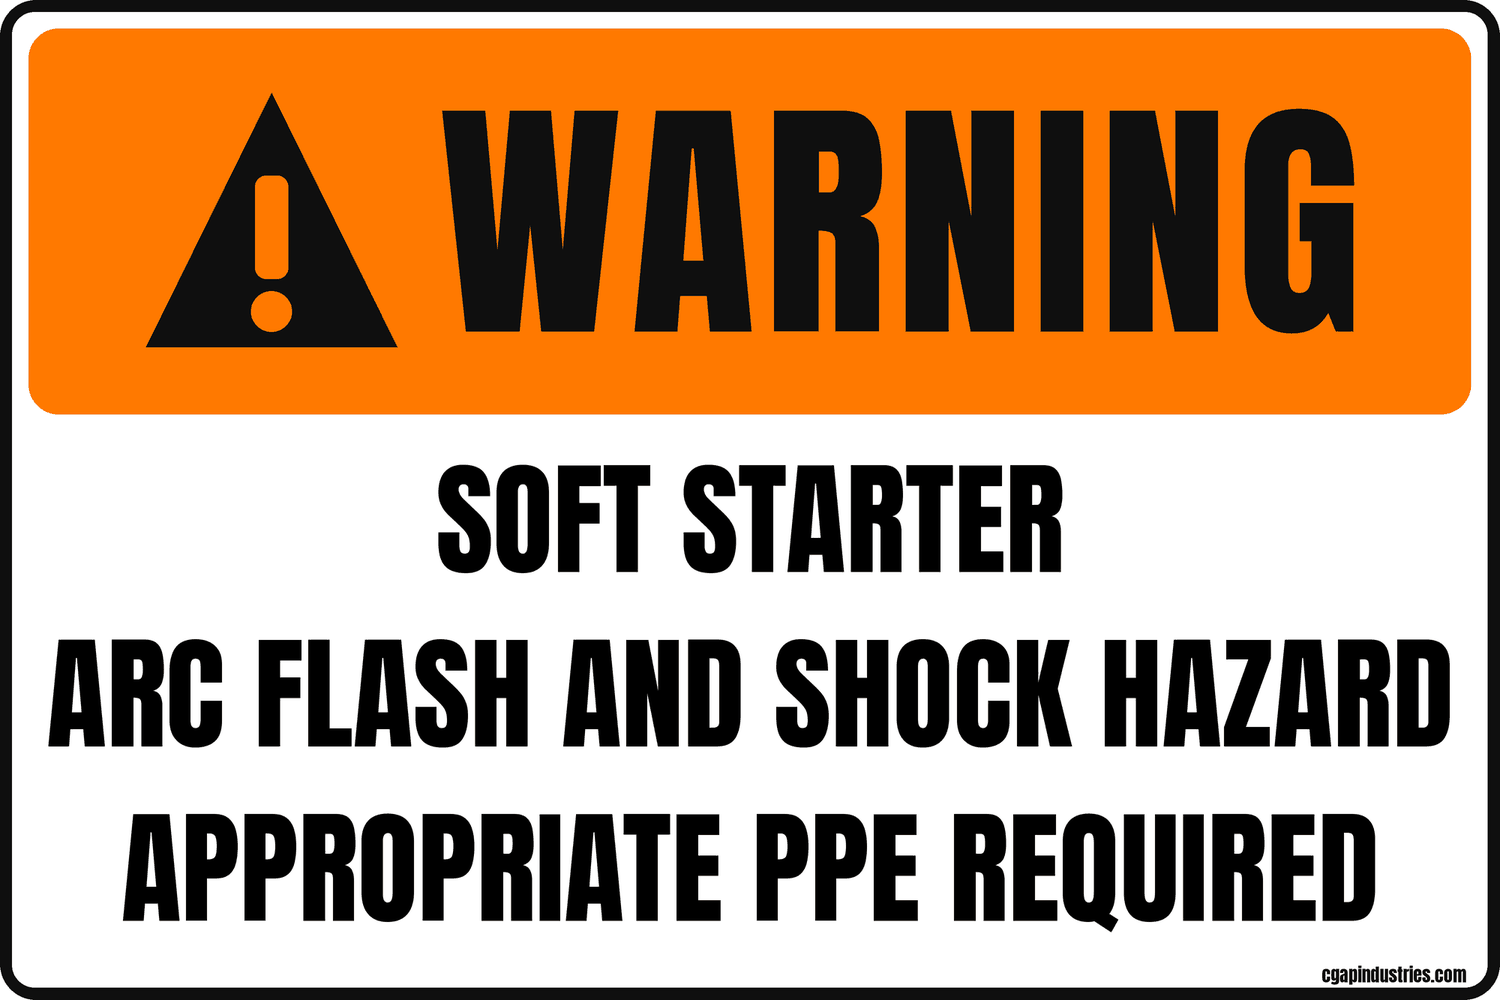 WARNING
SOFT STARTER
ARC FLASH AND SHOCK HAZARD
APPROPRIATE PPE REQUIRED
cgapindustries.com